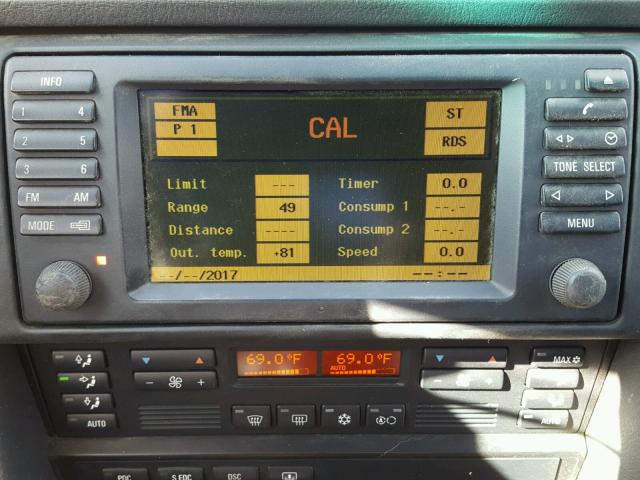 INFO
1 4
2 5
3 6
FM AM
MODE
FMA
P 1
CAL
ST
RDS
Limit ---
Timer 0.0
Range 49
Consump 1 --.-
Distance ----
Consump 2 --.-
Out. temp. +81
Speed 0.0
--/--/2017 --:--
TONE SELECT
MENU
69.0°F
69.0°F
AUTO
MAX
AUTO
AUTO
PDC
S EDC
DSC